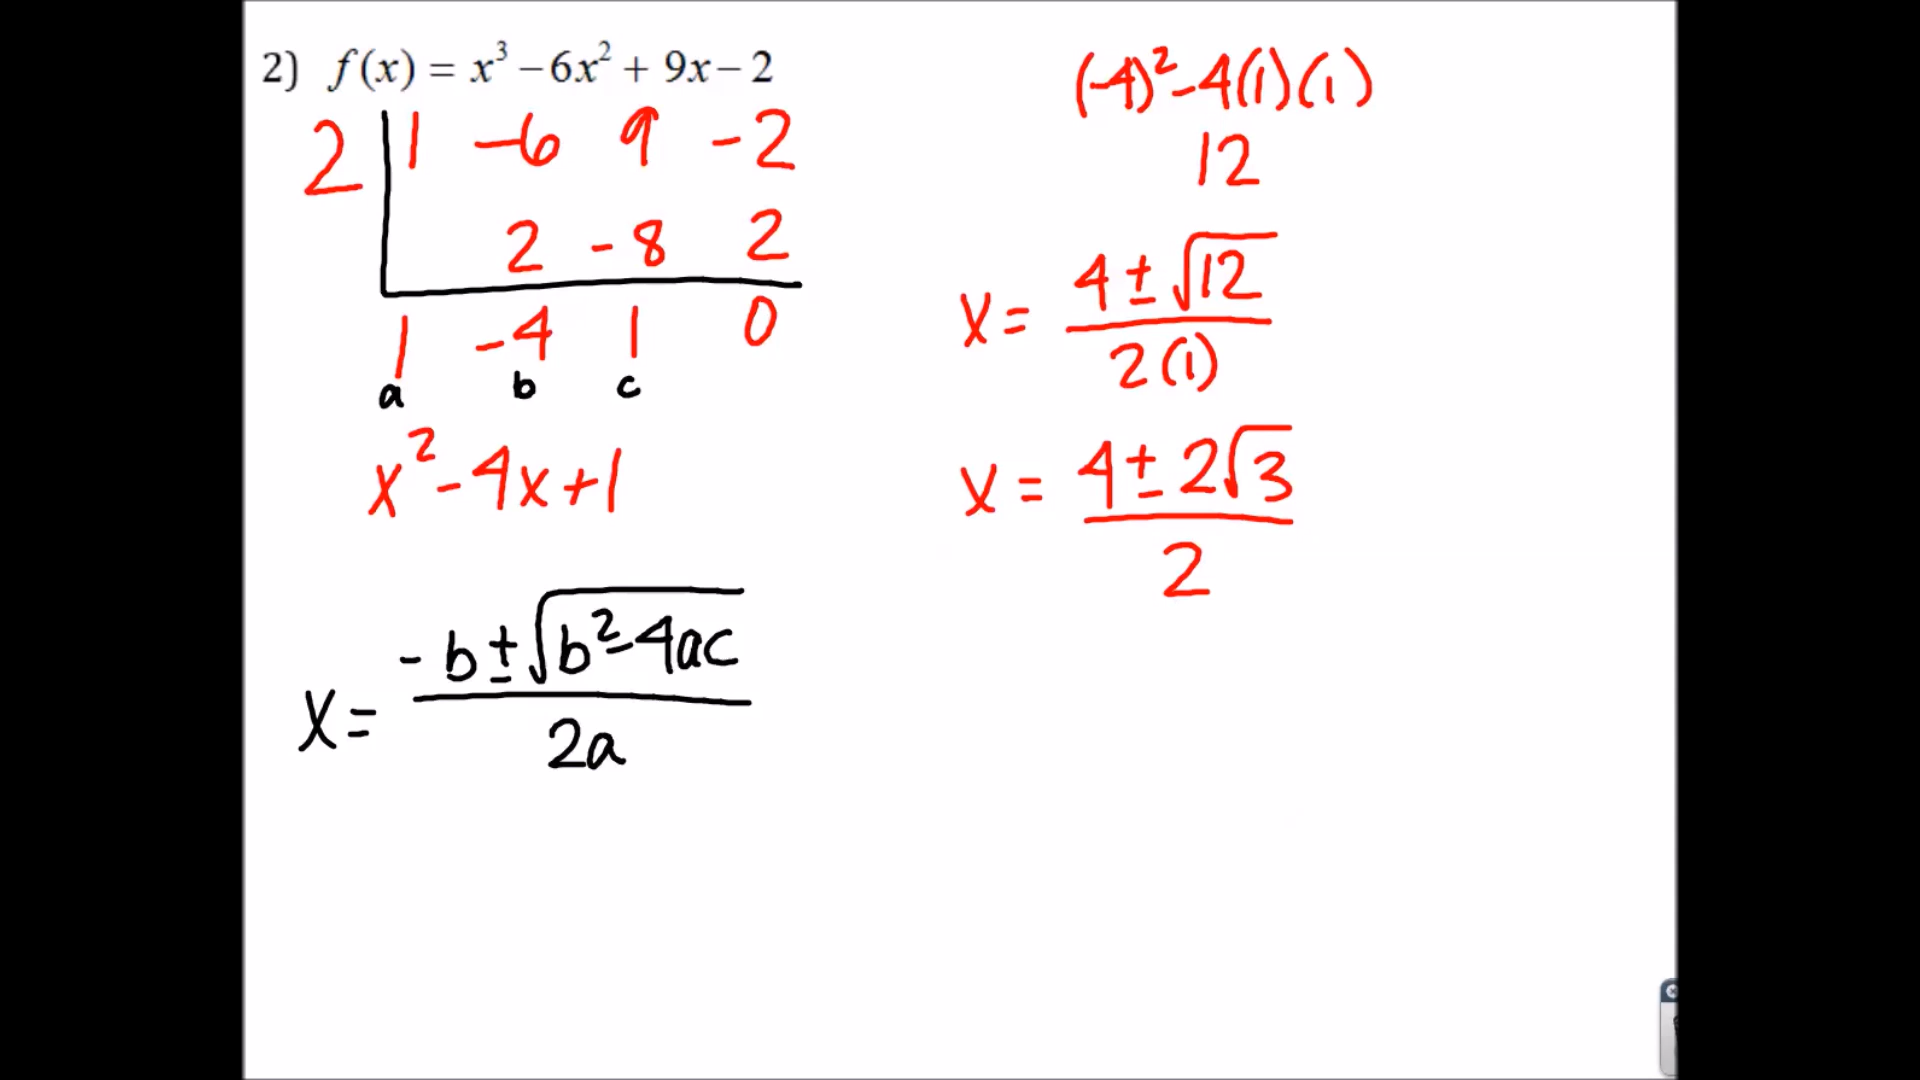 2) f(x) = x³ − 6x² + 9x − 2
2 | 1 -6 9 -2
2 -8 2
1 -4 1 0
a b c
x² - 4x + 1
x = (-b ± √(b² - 4ac)) / 2a
(-4)² - 4(1)(1)
12
x = (4 ± √12) / 2(1)
x = (4 ± 2√3) / 2